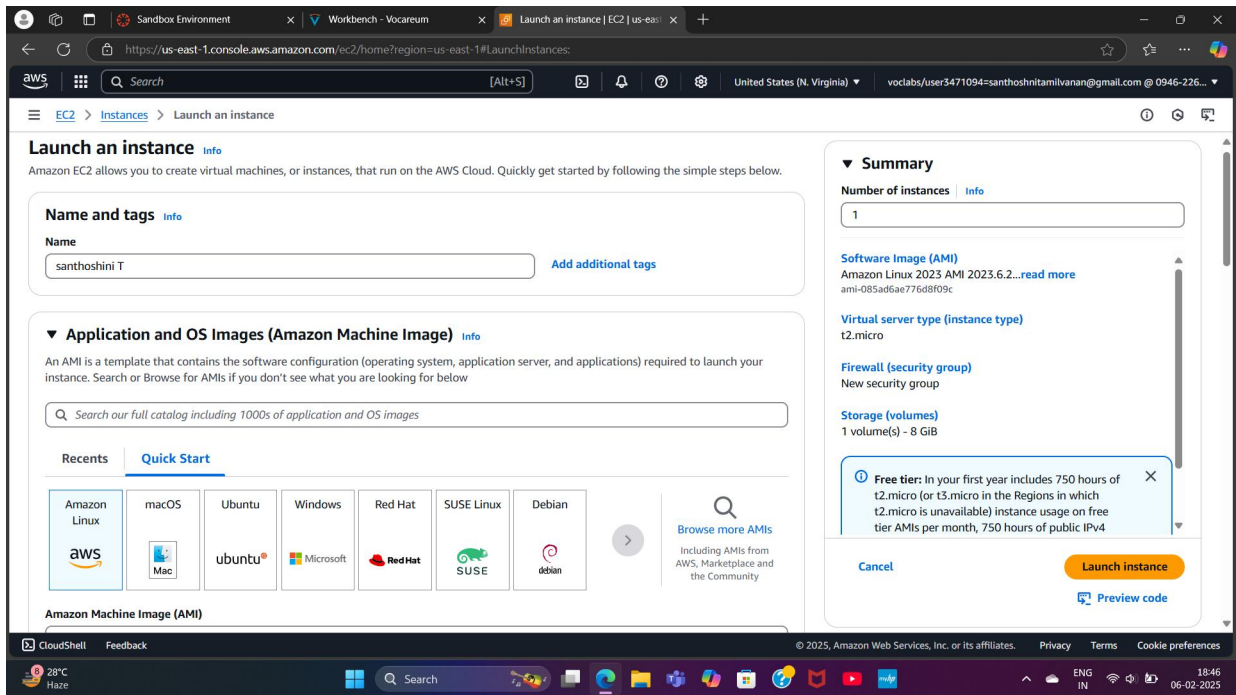 Sandbox Environment
Workbench - Vocareum
Launch an instance | EC2 | us-east
https://us-east-1.console.aws.amazon.com/ec2/home?region=us-east-1#LaunchInstances:
aws
Search
[Alt+S]
United States (N. Virginia)
voclabs/user3471094=santhoshnitamilvanan@gmail.com @ 0946-226...
EC2 > Instances > Launch an instance
Launch an instance Info
Amazon EC2 allows you to create virtual machines, or instances, that run on the AWS Cloud. Quickly get started by following the simple steps below.
Name and tags Info
Name
santhoshini T
Add additional tags
Application and OS Images (Amazon Machine Image) Info
An AMI is a template that contains the software configuration (operating system, application server, and applications) required to launch your
instance. Search or Browse for AMIs if you don't see what you are looking for
below
Search our full catalog including 1000s of application and OS images
Recents
Quick Start
Amazon
Linux
aws
macOS
Mac
Ubuntu
ubuntu®
Windows
Microsoft
Red Hat
Red Hat
SUSE Linux
SUSE
Debian
debian
Browse more AMIs
Including AMIs from
AWS, Marketplace and
the Community
Amazon Machine Image (AMI)
Summary
Number of instances Info
1
Software Image (AMI)
Amazon Linux 2023 AMI 2023.6.2...read more
ami-085ad6ae776d8f09c
Virtual server type (instance type)
t2.micro
Firewall (security group)
New security group
Storage (volumes)
1 volume(s) - 8 GiB
Free tier: In your first year includes 750 hours of
t2.micro (or t3.micro in the Regions in which
t2.micro is unavailable) instance usage on free
tier AMIs per month, 750 hours of public IPv4
Cancel
Launch instance
Preview code
CloudShell
Feedback
© 2025, Amazon Web Services, Inc. or its affiliates.
Privacy
Terms
Cookie preferences
8
28°C
Haze
Search
ENG
IN
18:46
06-02-2025